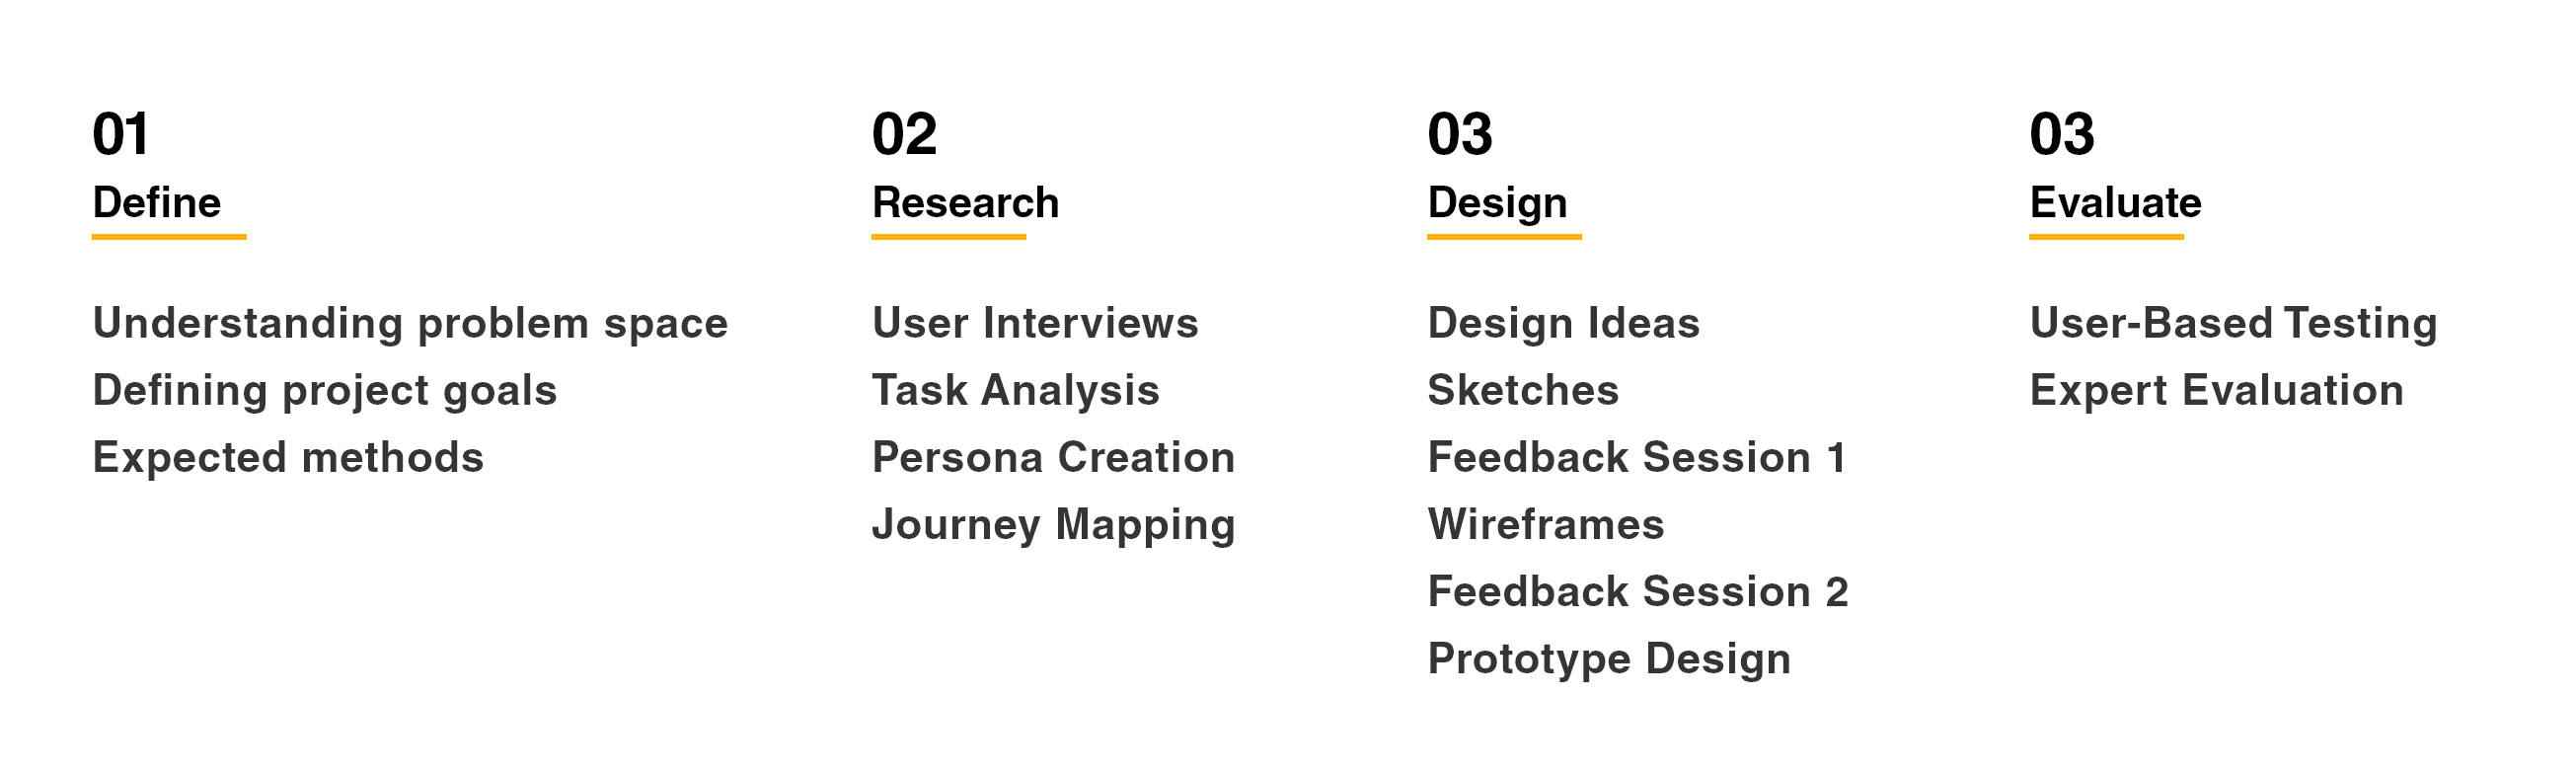 01
Define
Understanding problem space
Defining project goals
Expected methods
02
Research
User Interviews
Task Analysis
Persona Creation
Journey Mapping
03
Design
Design Ideas
Sketches
Feedback Session 1
Wireframes
Feedback Session 2
Prototype Design
03
Evaluate
User-Based Testing
Expert Evaluation